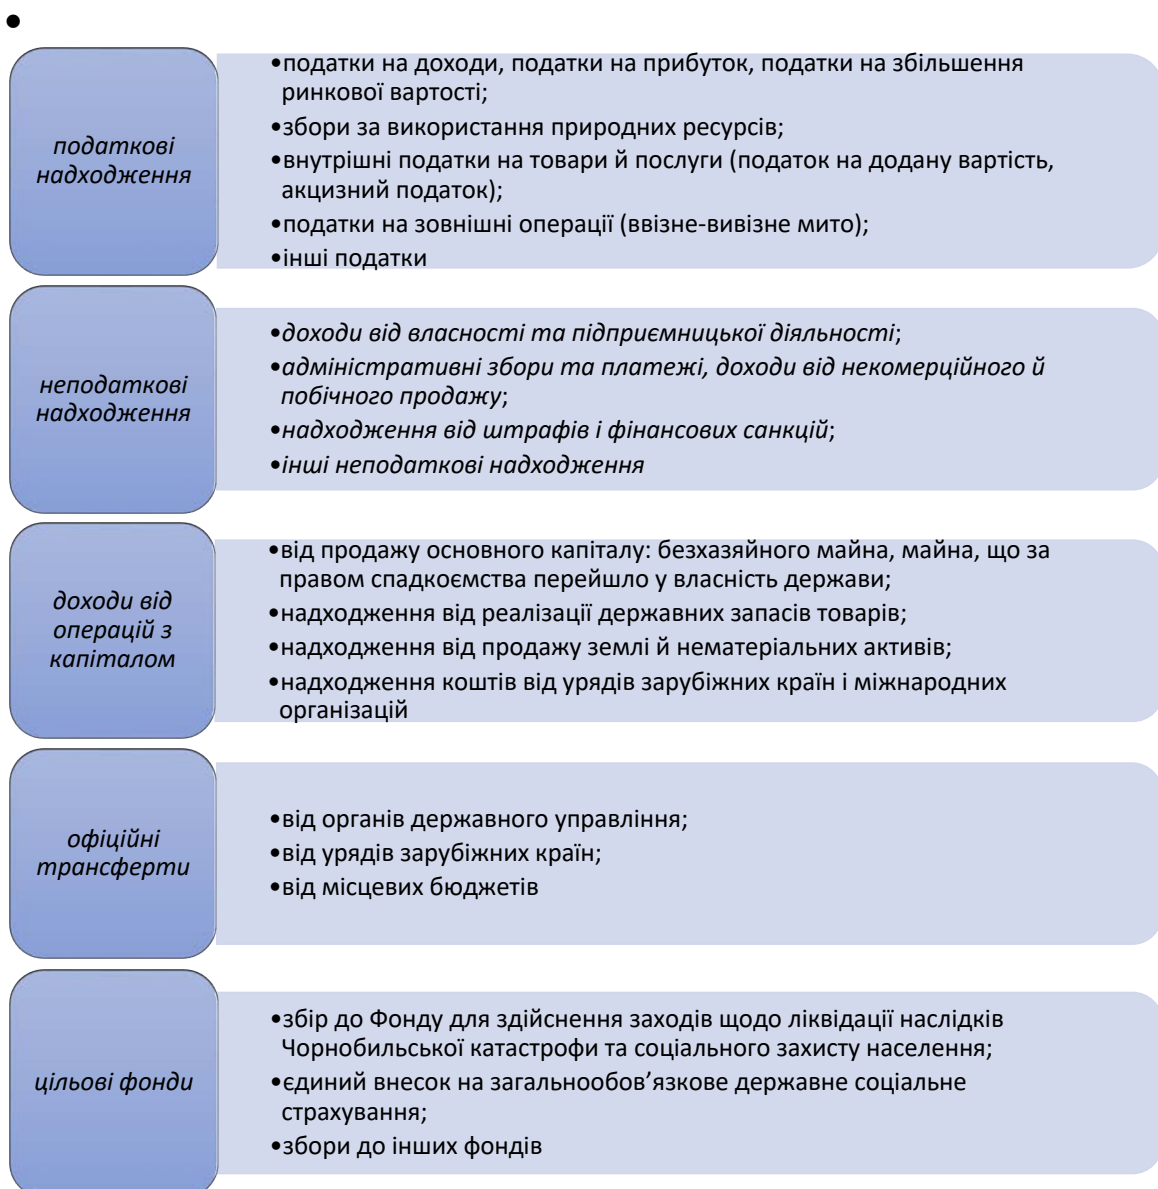 •
податкові
надходження
•податки на доходи, податки на прибуток, податки на збільшення
ринкової вартості;
•збори за використання природних ресурсів;
•внутрішні податки на товари й послуги (податок на додану вартість,
акцизний податок);
•податки на зовнішні операції (ввізне-вивізне мито);
•інші податки
неподаткові
надходження
•доходи від власності та підприємницької діяльності;
•адміністративні збори та платежі, доходи від некомерційного й
побічного продажу;
•надходження від штрафів і фінансових санкцій;
•інші неподаткові надходження
доходи від
операцій з
капіталом
•від продажу основного капіталу: безхазяйного майна, майна, що за
правом спадкоємства перейшло у власність держави;
•надходження від реалізації державних запасів товарів;
•надходження від продажу землі й нематеріальних активів;
•надходження коштів від урядів зарубіжних країн і міжнародних
організацій
офіційні
трансферти
•від органів державного управління;
•від урядів зарубіжних країн;
•від місцевих бюджетів
цільові фонди
•збір до Фонду для здійснення заходів щодо ліквідації наслідків
Чорнобильської катастрофи та соціального захисту населення;
•єдиний внесок на загальнообов’язкове державне соціальне
страхування;
•збори до інших фондів